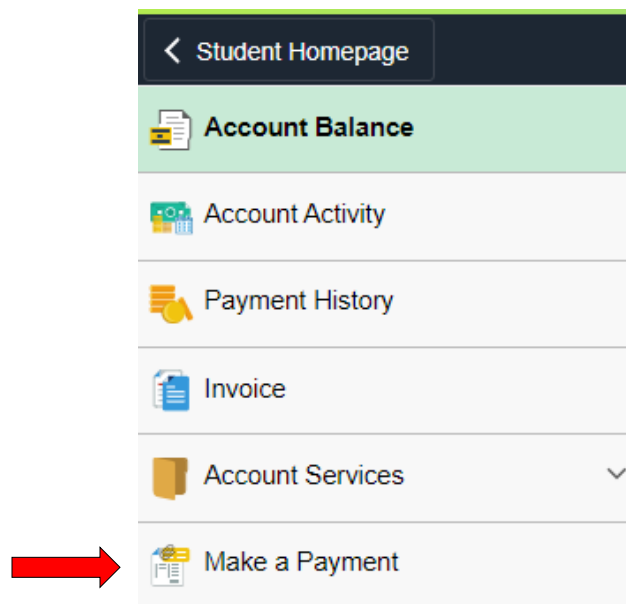 Student Homepage
Account Balance
Account Activity
Payment History
Invoice
Account Services
Make a Payment